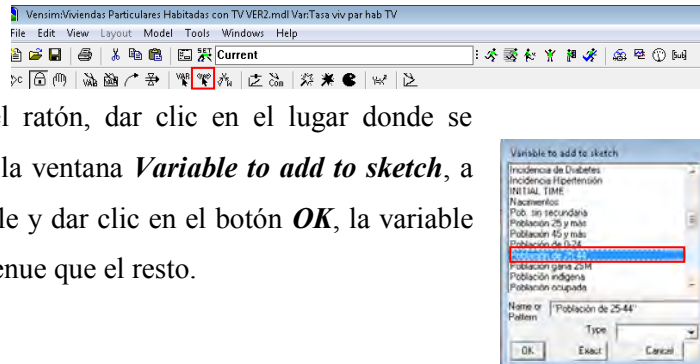 Vensim:Viviendas Particulares Habitadas con TV VER2.mdl Var:Tasa viv par hab TV
File Edit View Layout Model Tools Windows Help
SET Current
VAR
el ratón, dar clic en el lugar donde se
la ventana Variable to add to sketch, a
le y dar clic en el botón OK, la variable
enue que el resto.
Variable to add to sketch
Incidencia de Diabetes
Incidencia Hipertensión
INITIAL TIME
Nacimientos
Pob. sin secundaria
Población 25 y más
Población 45 y más
Población de 0-24
Población de 25-44
Población gana 2SM
Población indígena
Población ocupada
Name or "Población de 25-44"
Pattern
Type
OK Exact Cancel